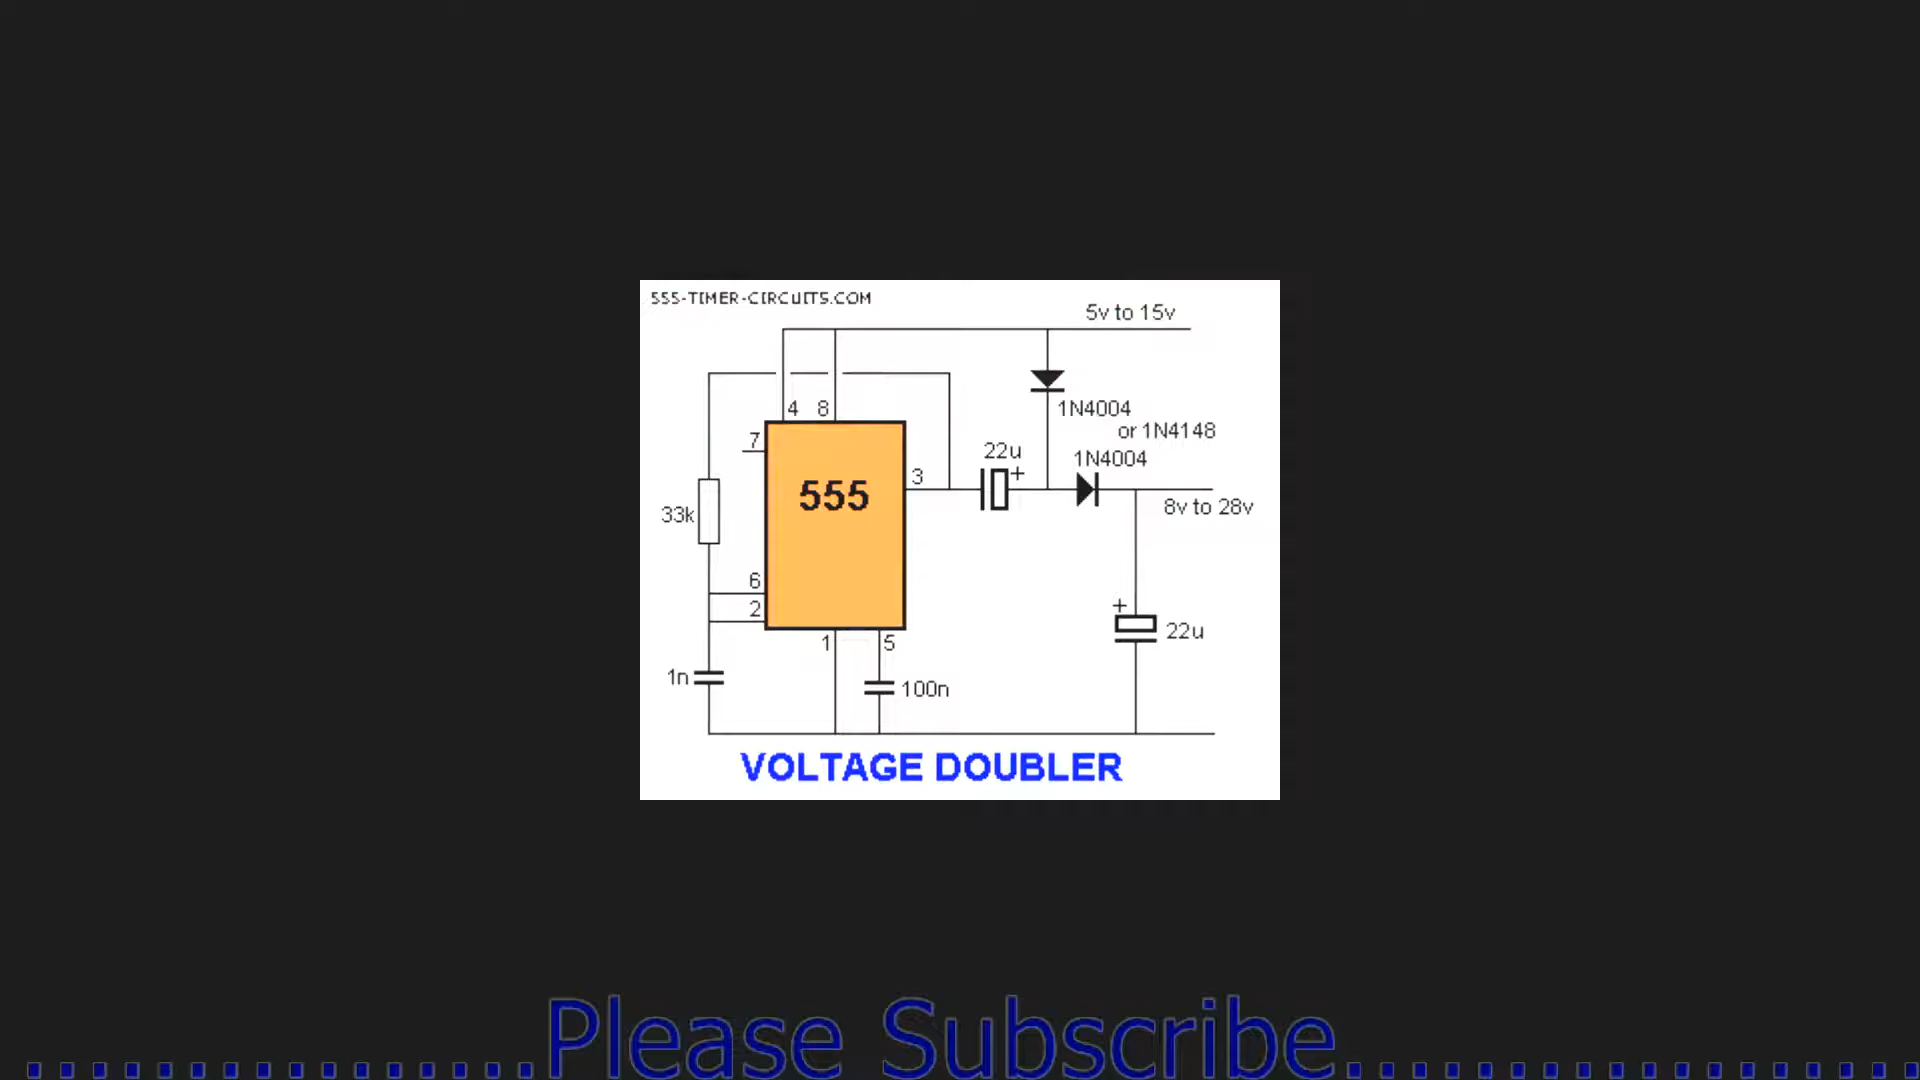 555-TIMER-CIRCUITS.COM
5v to 15v
4 8
1N4004
7
or 1N4148
22u
1N4004
+
3
555
8v to 28v
33k
6
+
2
22u
1
5
1n
100n
VOLTAGE DOUBLER
................Please Subscribe..................